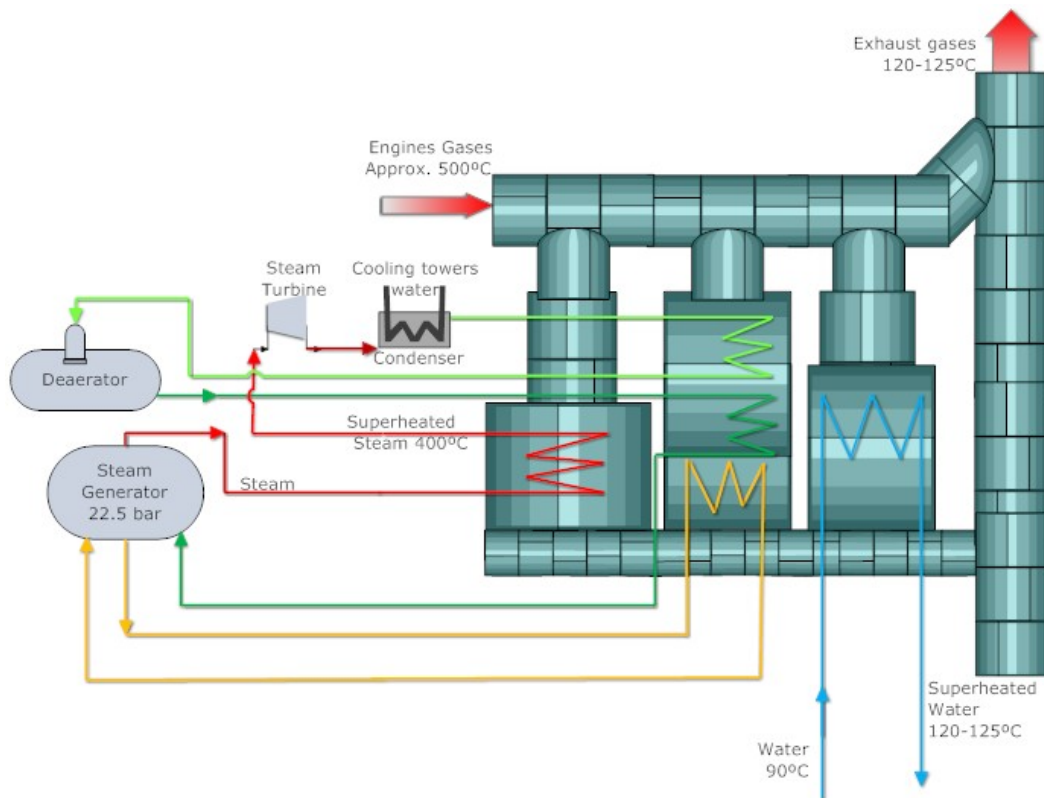 Exhaust gases
120-125ºC
Engines Gases
Approx. 500ºC
Steam
Turbine
Cooling towers
water
Condenser
Deaerator
Superheated
Steam 400ºC
Steam
Generator
22.5 bar
Steam
Superheated
Water
120-125ºC
Water
90ºC